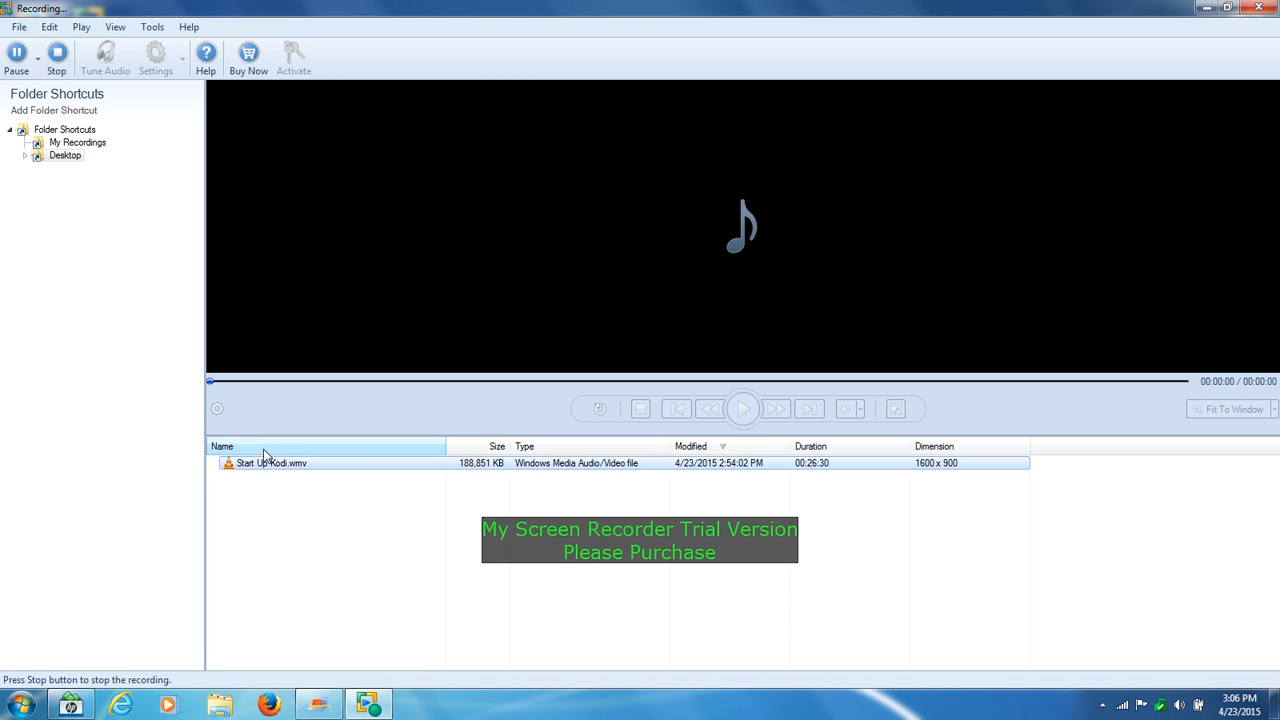 Recording...
File Edit Play View Tools Help
Pause Stop Tune Audio Settings Help Buy Now Activate
Folder Shortcuts
Add Folder Shortcut
Folder Shortcuts
My Recordings
Desktop
00:00:00 / 00:00:00
Fit To Window
Name Size Type Modified Duration Dimension
Start Up Kodi.wmv 188,851 KB Windows Media Audio/Video file 4/23/2015 2:54:02 PM 00:26:30 1600 x 900
My Screen Recorder Trial Version
Please Purchase
Press Stop button to stop the recording.
3:06 PM
4/23/2015